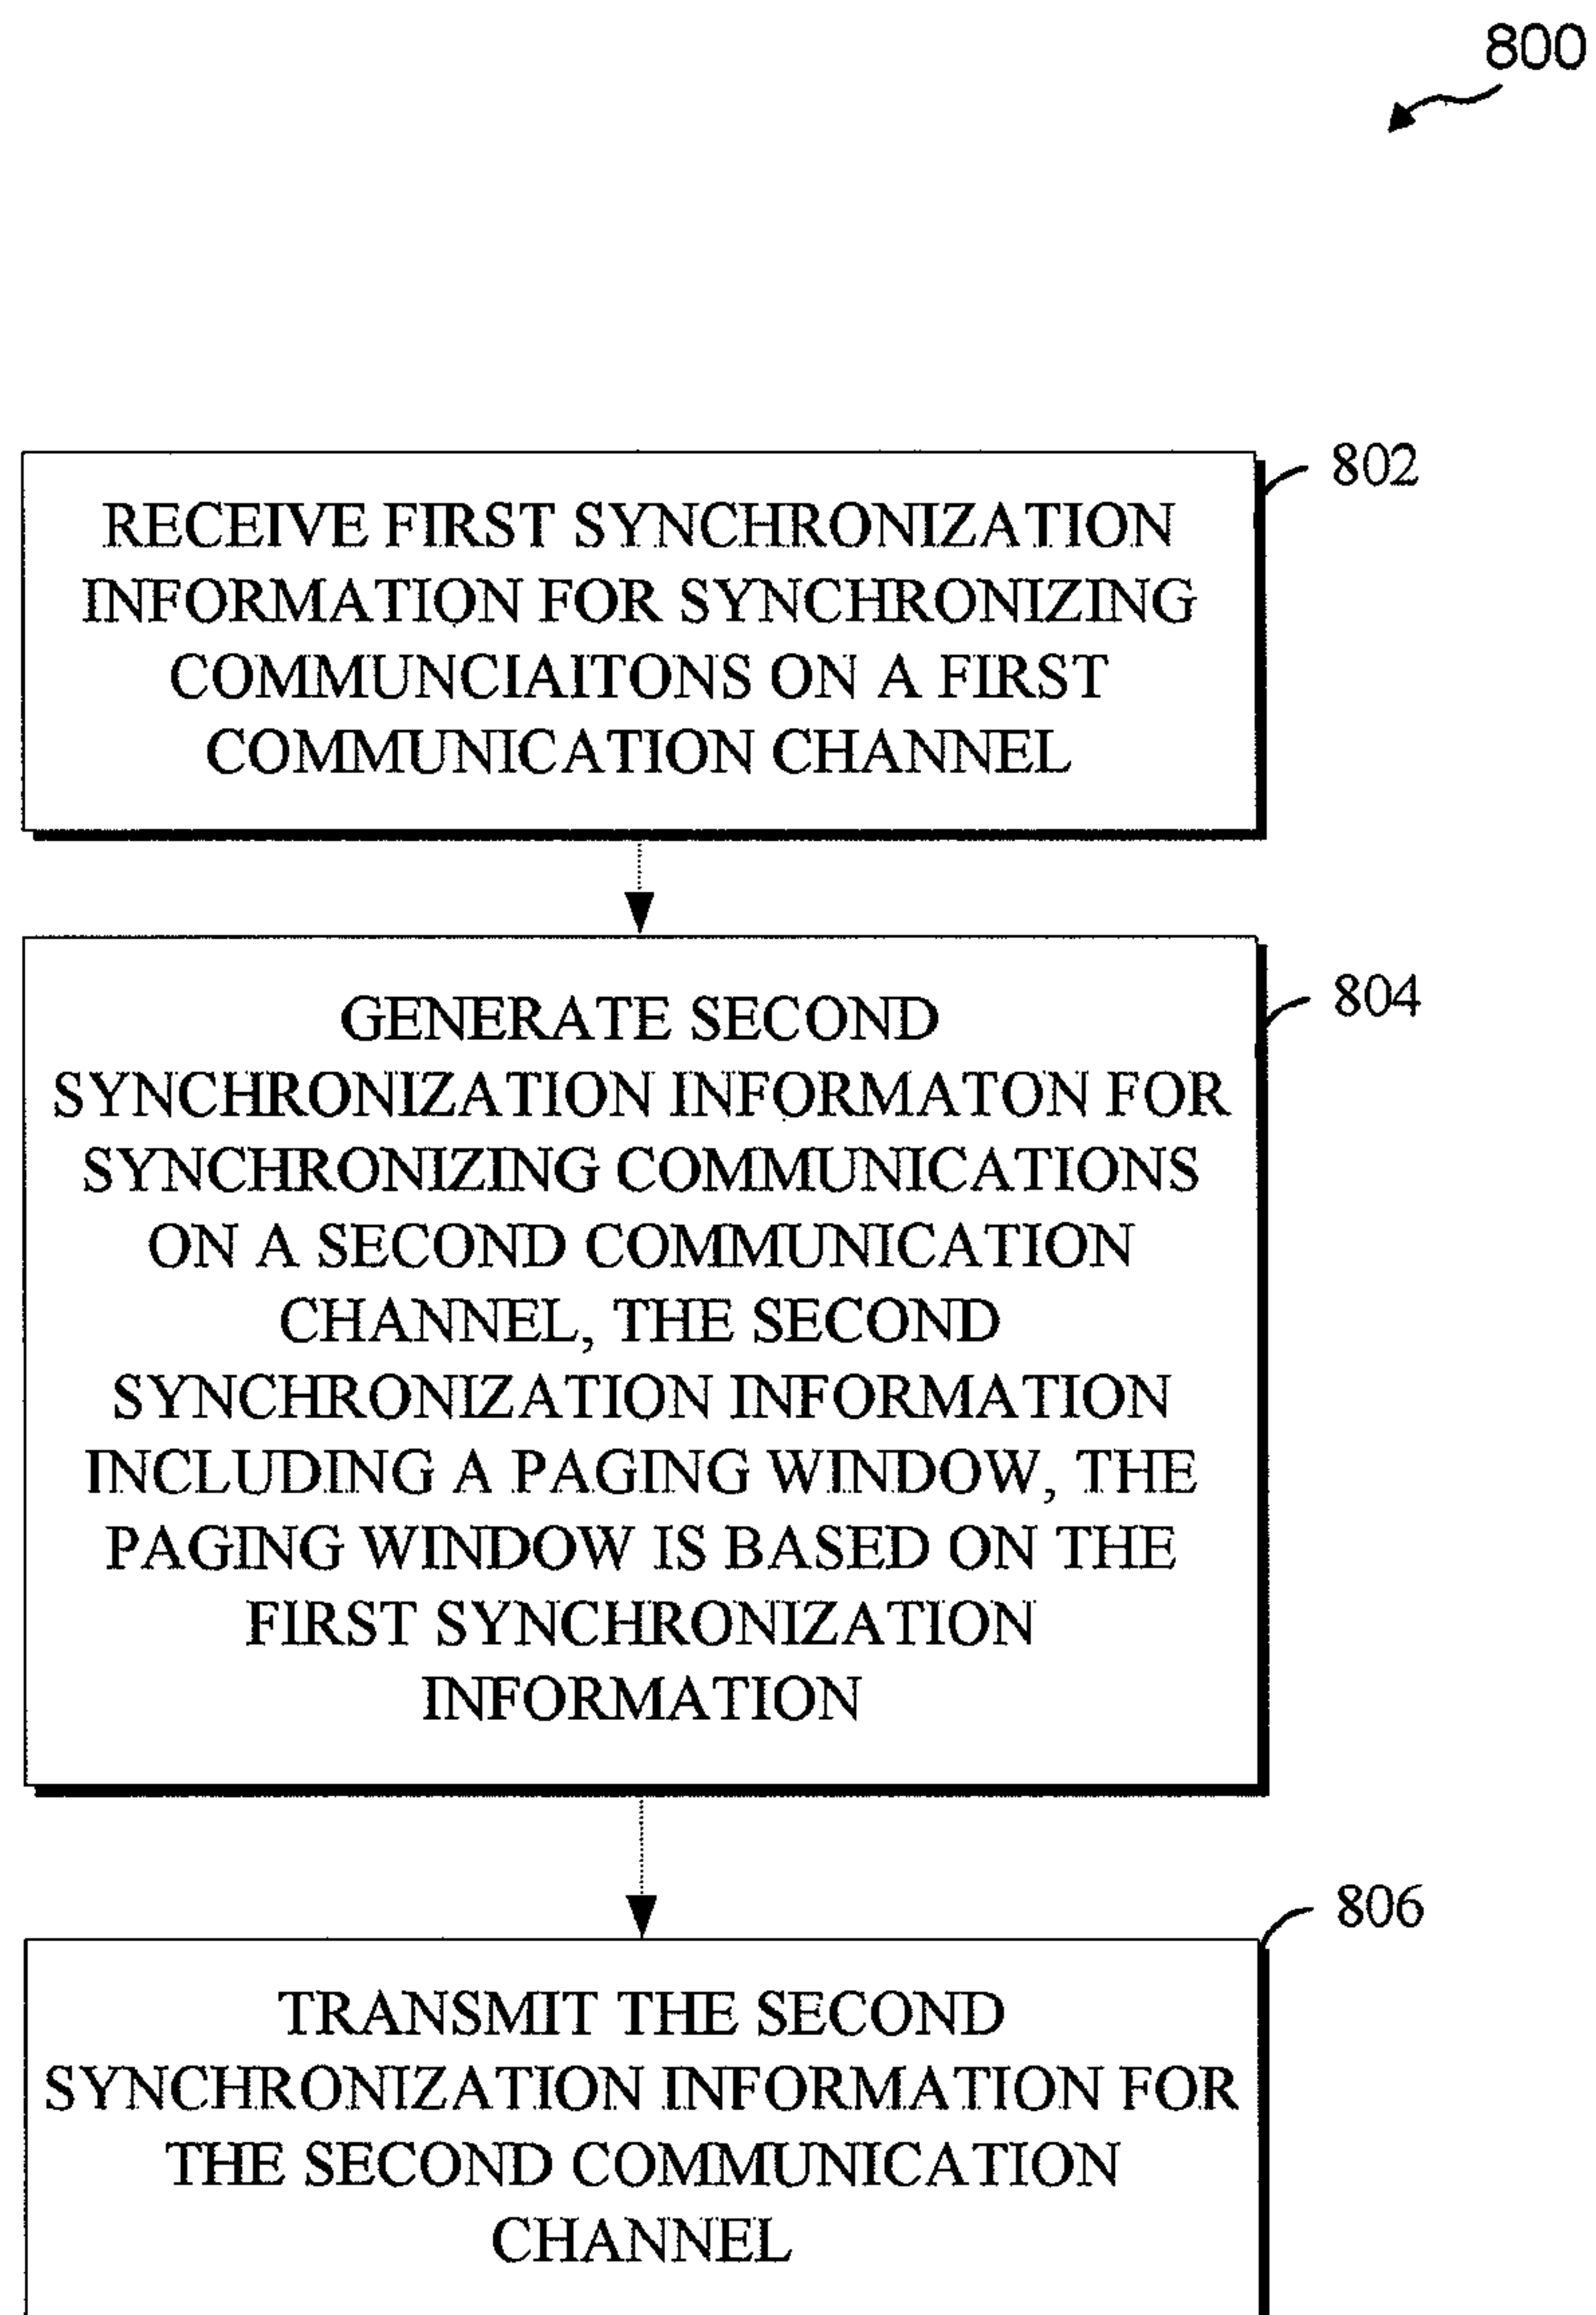 800
802
RECEIVE FIRST SYNCHRONIZATION
INFORMATION FOR SYNCHRONIZING
COMMUNCIAITONS ON A FIRST
COMMUNICATION CHANNEL
804
GENERATE SECOND
SYNCHRONIZATION INFORMATON FOR
SYNCHRONIZING COMMUNICATIONS
ON A SECOND COMMUNICATION
CHANNEL, THE SECOND
SYNCHRONIZATION INFORMATION
INCLUDING A PAGING WINDOW, THE
PAGING WINDOW IS BASED ON THE
FIRST SYNCHRONIZATION
INFORMATION
806
TRANSMIT THE SECOND
SYNCHRONIZATION INFORMATION FOR
THE SECOND COMMUNICATION
CHANNEL